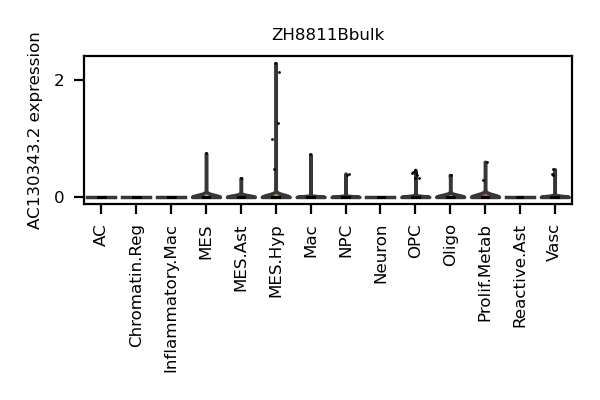 ZH8811Bbulk
AC130343.2 expression
2
0
AC
Chromatin.Reg
Inflammatory.Mac
MES
MES.Ast
MES.Hyp
Mac
NPC
Neuron
OPC
Oligo
Prolif.Metab
Reactive.Ast
Vasc